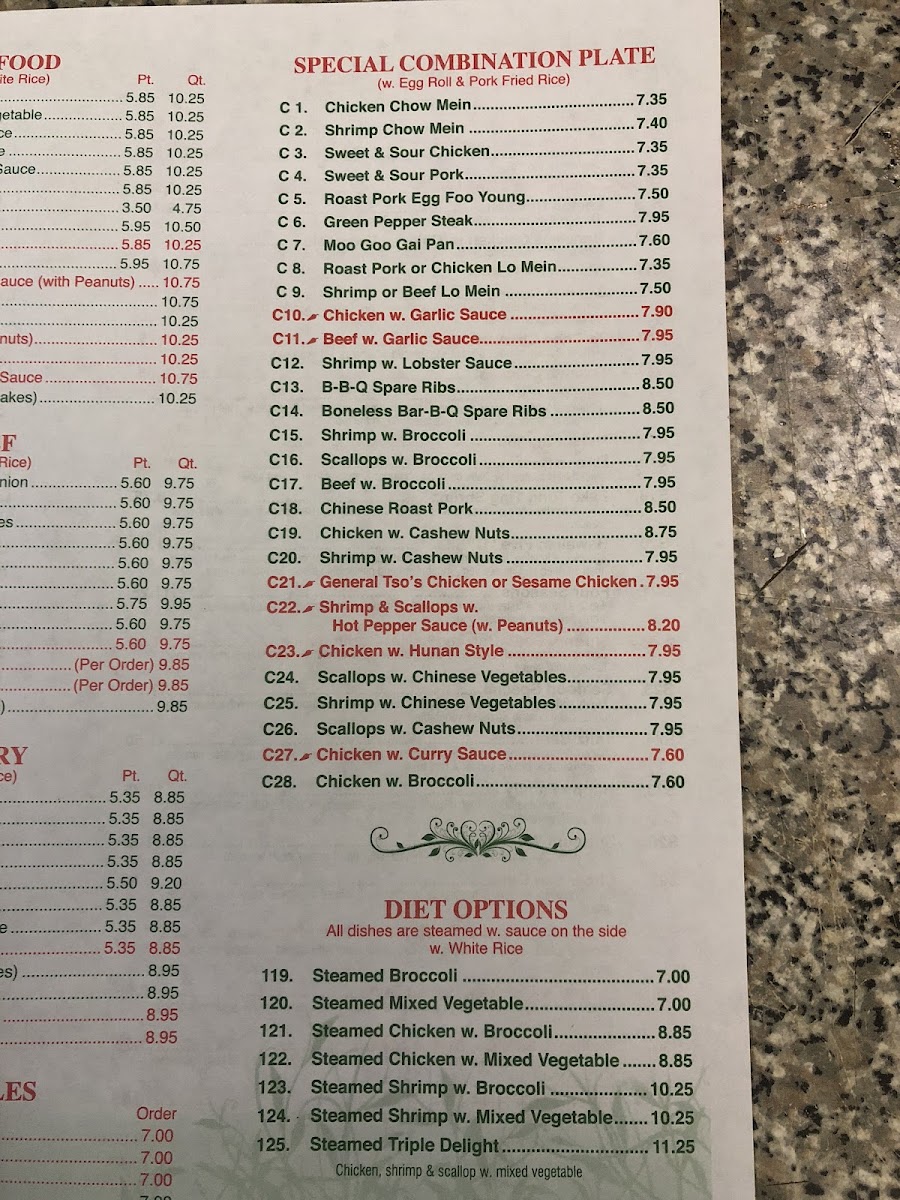 FOOD
ite Rice) Pt. Qt.
5.85 10.25
getable 5.85 10.25
ce 5.85 10.25
e 5.85 10.25
Sauce 5.85 10.25
5.85 10.25
3.50 4.75
5.95 10.50
5.85 10.25
5.95 10.75
auce (with Peanuts) ..... 10.75
10.75
10.25
nuts) 10.25
10.25
Sauce 10.75
akes) 10.25
F
Rice) Pt. Qt.
nion 5.60 9.75
5.60 9.75
es 5.60 9.75
5.60 9.75
5.60 9.75
5.60 9.75
5.75 9.95
5.60 9.75
5.60 9.75
(Per Order) 9.85
(Per Order) 9.85
) 9.85
RY
ce) Pt. Qt.
5.35 8.85
5.35 8.85
5.35 8.85
5.35 8.85
5.50 9.20
5.35 8.85
e 5.35 8.85
5.35 8.85
es) 8.95
8.95
8.95
8.95
LES
Order
7.00
7.00
7.00
SPECIAL COMBINATION PLATE
(w. Egg Roll & Pork Fried Rice)
C 1. Chicken Chow Mein 7.35
C 2. Shrimp Chow Mein 7.40
C 3. Sweet & Sour Chicken 7.35
C 4. Sweet & Sour Pork 7.35
C 5. Roast Pork Egg Foo Young 7.50
C 6. Green Pepper Steak 7.95
C 7. Moo Goo Gai Pan 7.60
C 8. Roast Pork or Chicken Lo Mein 7.35
C 9. Shrimp or Beef Lo Mein 7.50
C10. Chicken w. Garlic Sauce 7.90
C11. Beef w. Garlic Sauce 7.95
C12. Shrimp w. Lobster Sauce 7.95
C13. B-B-Q Spare Ribs 8.50
C14. Boneless Bar-B-Q Spare Ribs 8.50
C15. Shrimp w. Broccoli 7.95
C16. Scallops w. Broccoli 7.95
C17. Beef w. Broccoli 7.95
C18. Chinese Roast Pork 8.50
C19. Chicken w. Cashew Nuts 8.75
C20. Shrimp w. Cashew Nuts 7.95
C21. General Tso's Chicken or Sesame Chicken . 7.95
C22. Shrimp & Scallops w.
Hot Pepper Sauce (w. Peanuts) 8.20
C23. Chicken w. Hunan Style 7.95
C24. Scallops w. Chinese Vegetables 7.95
C25. Shrimp w. Chinese Vegetables 7.95
C26. Scallops w. Cashew Nuts 7.95
C27. Chicken w. Curry Sauce 7.60
C28. Chicken w. Broccoli 7.60
DIET OPTIONS
All dishes are steamed w. sauce on the side
w. White Rice
119. Steamed Broccoli 7.00
120. Steamed Mixed Vegetable 7.00
121. Steamed Chicken w. Broccoli 8.85
122. Steamed Chicken w. Mixed Vegetable 8.85
123. Steamed Shrimp w. Broccoli 10.25
124. Steamed Shrimp w. Mixed Vegetable 10.25
125. Steamed Triple Delight 11.25
Chicken, shrimp & scallop w. mixed vegetable